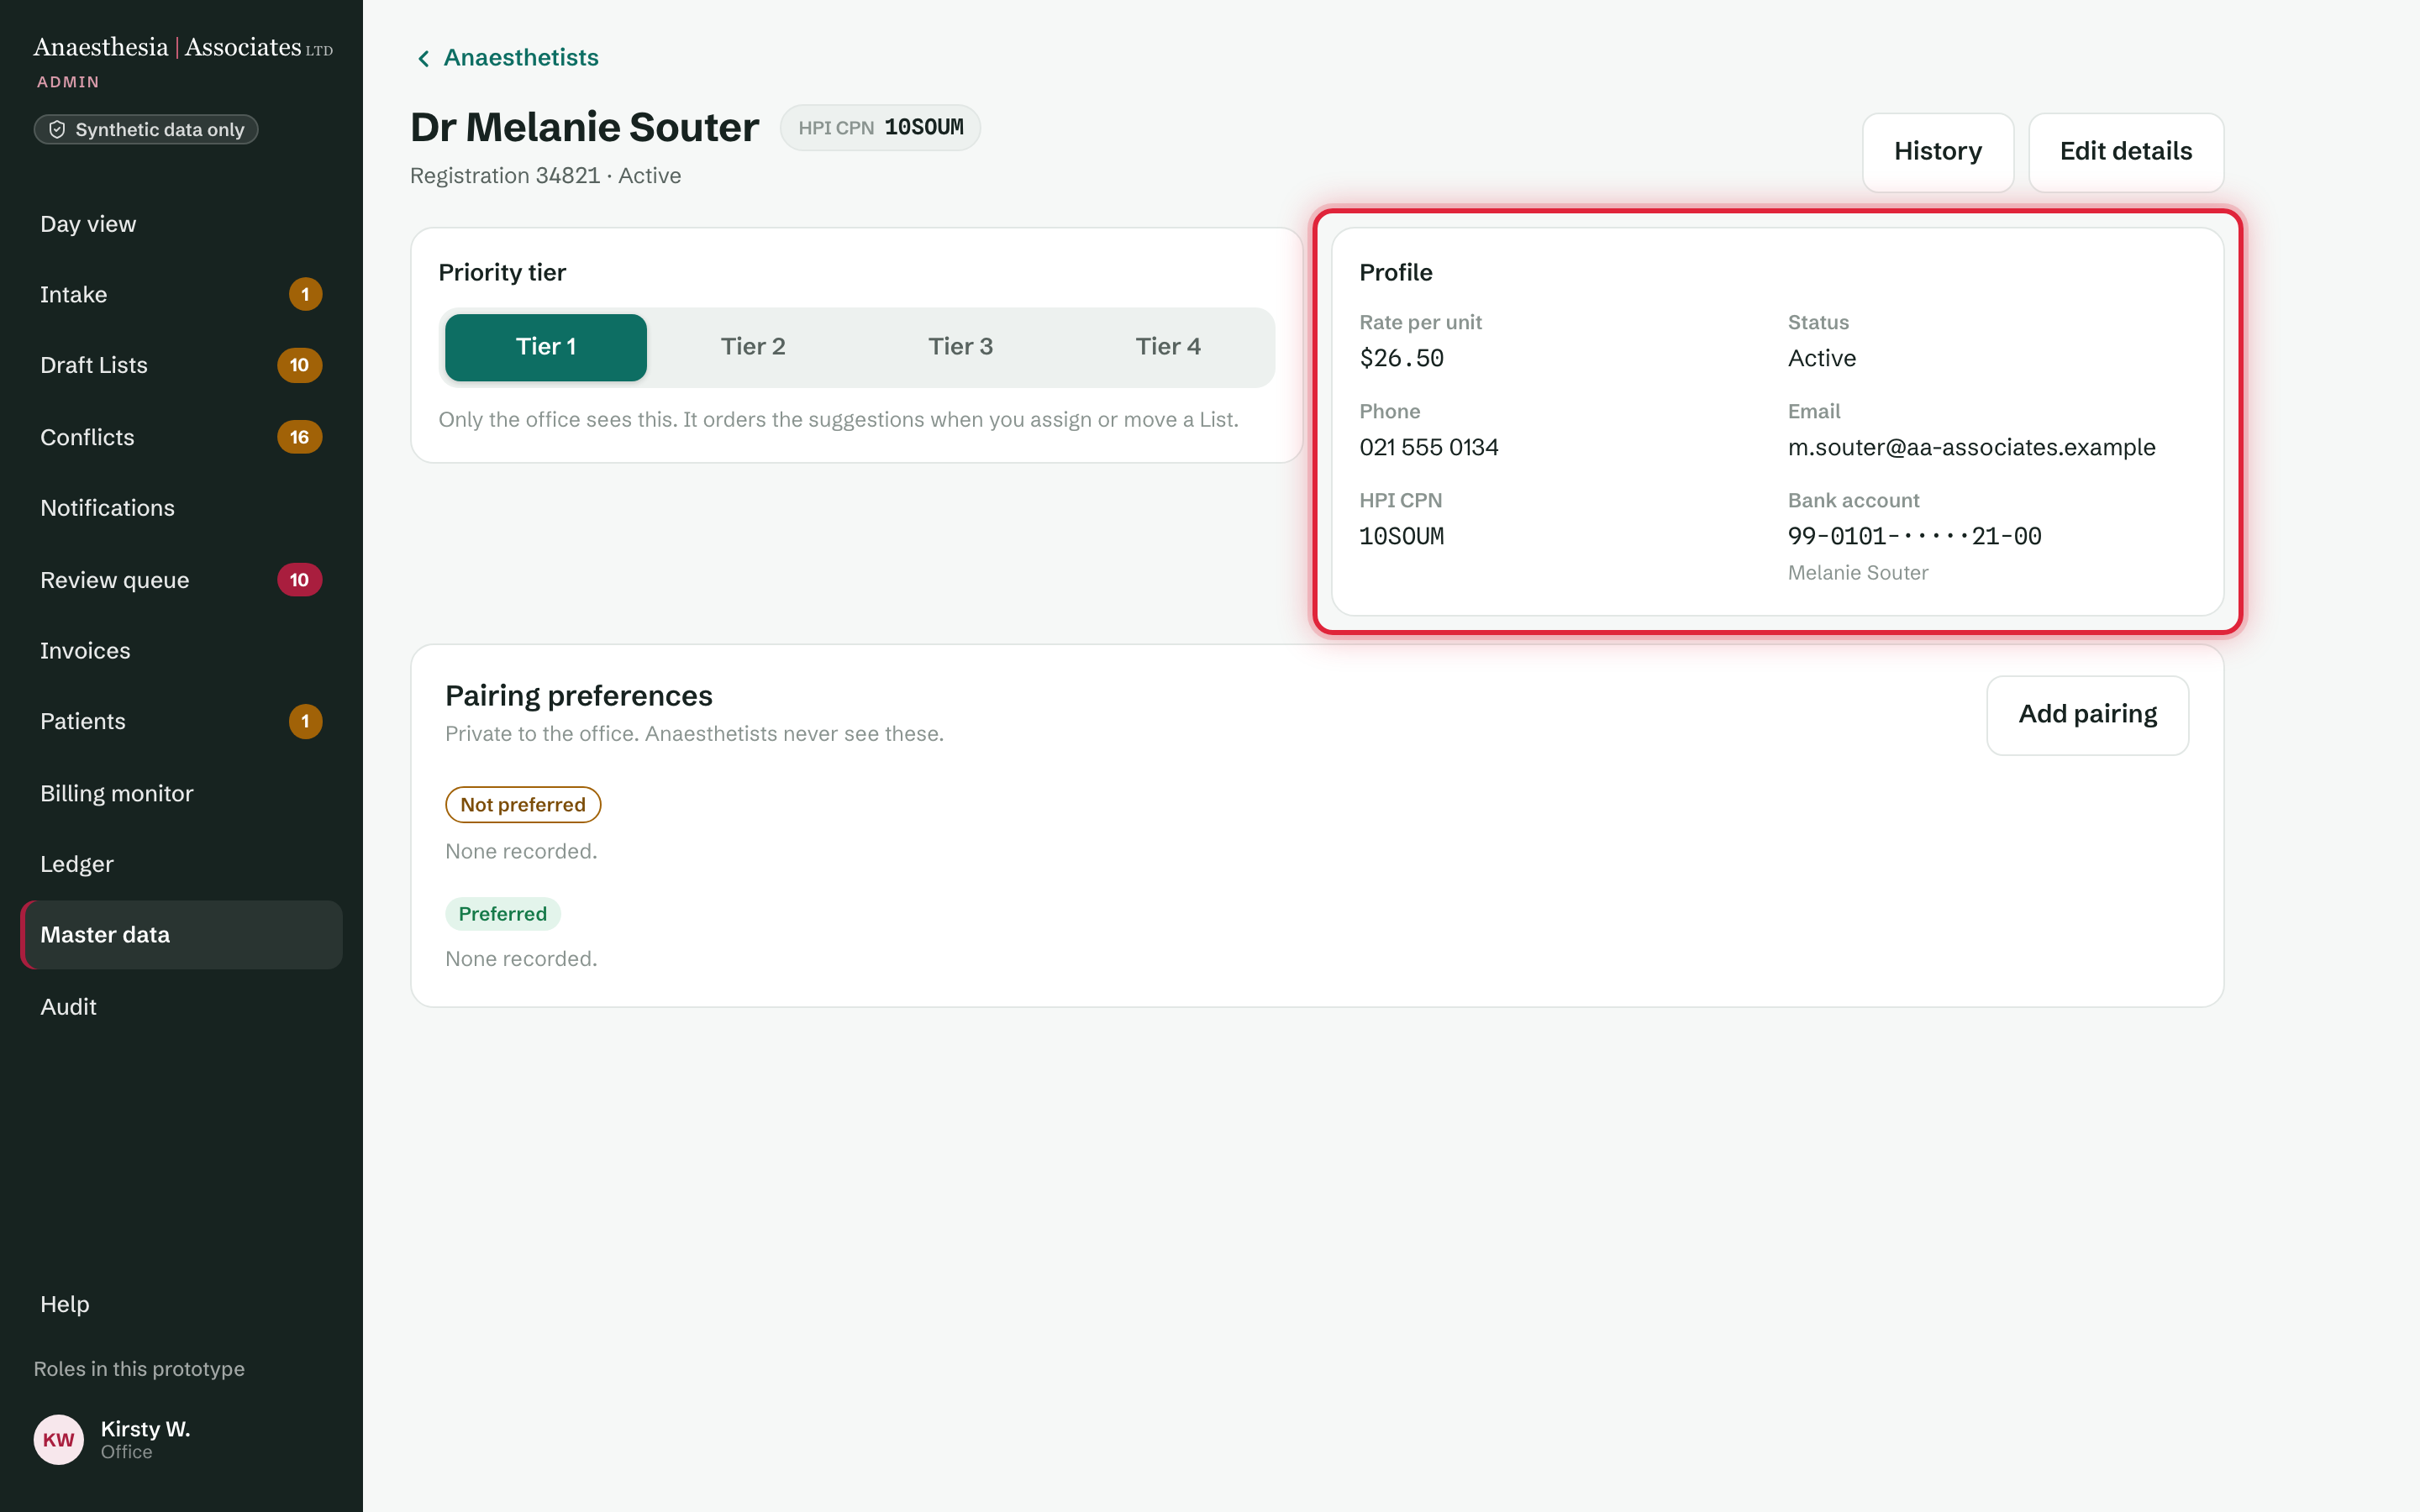 Anaesthesia | Associates LTD
ADMIN
Synthetic data only
Day view
Intake 1
Draft Lists 10
Conflicts 16
Notifications
Review queue 10
Invoices
Patients 1
Billing monitor
Ledger
Master data
Audit
Help
Roles in this prototype
KW
Kirsty W.
Office
Anaesthetists
Dr Melanie Souter HPI CPN 10SOUM
Registration 34821 · Active
History
Edit details
Priority tier
Tier 1 Tier 2 Tier 3 Tier 4
Only the office sees this. It orders the suggestions when you assign or move a List.
Profile
Rate per unit
$26.50
Status
Active
Phone
021 555 0134
Email
m.souter@aa-associates.example
HPI CPN
10SOUM
Bank account
99-0101-·····21-00
Melanie Souter
Pairing preferences
Private to the office. Anaesthetists never see these.
Add pairing
Not preferred
None recorded.
Preferred
None recorded.